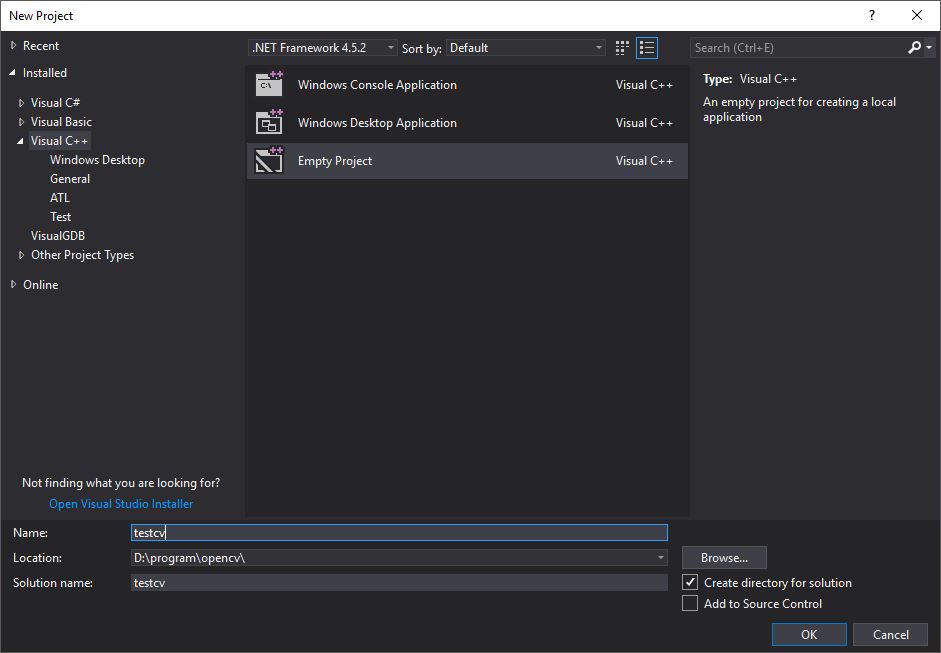 New Project
?
Recent
Installed
Visual C#
Visual Basic
Visual C++
Windows Desktop
General
ATL
Test
VisualGDB
Other Project Types
Online
Not finding what you are looking for?
Open Visual Studio Installer
.NET Framework 4.5.2 Sort by: Default
Windows Console Application Visual C++
Windows Desktop Application Visual C++
Empty Project Visual C++
Search (Ctrl+E)
Type: Visual C++
An empty project for creating a local
application
Name: testcv
Location: D:\program\opencv\ Browse...
Solution name: testcv
Create directory for solution
Add to Source Control
OK Cancel